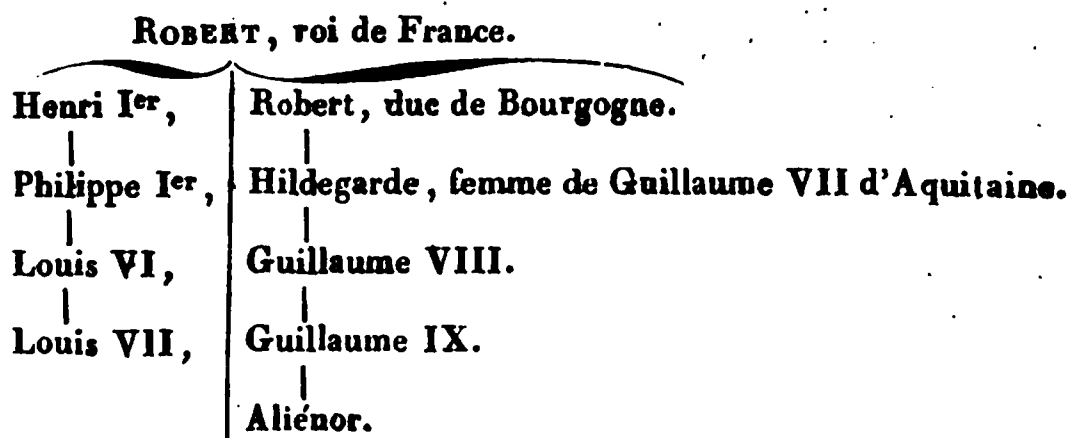 ROBERT, roi de France.
Henri Ier, Robert, duc de Bourgogne.
Philippe Ier, Hildegarde, femme de Guillaume VII d'Aquitaine.
Louis VI, Guillaume VIII.
Louis VII, Guillaume IX.
Aliénor.